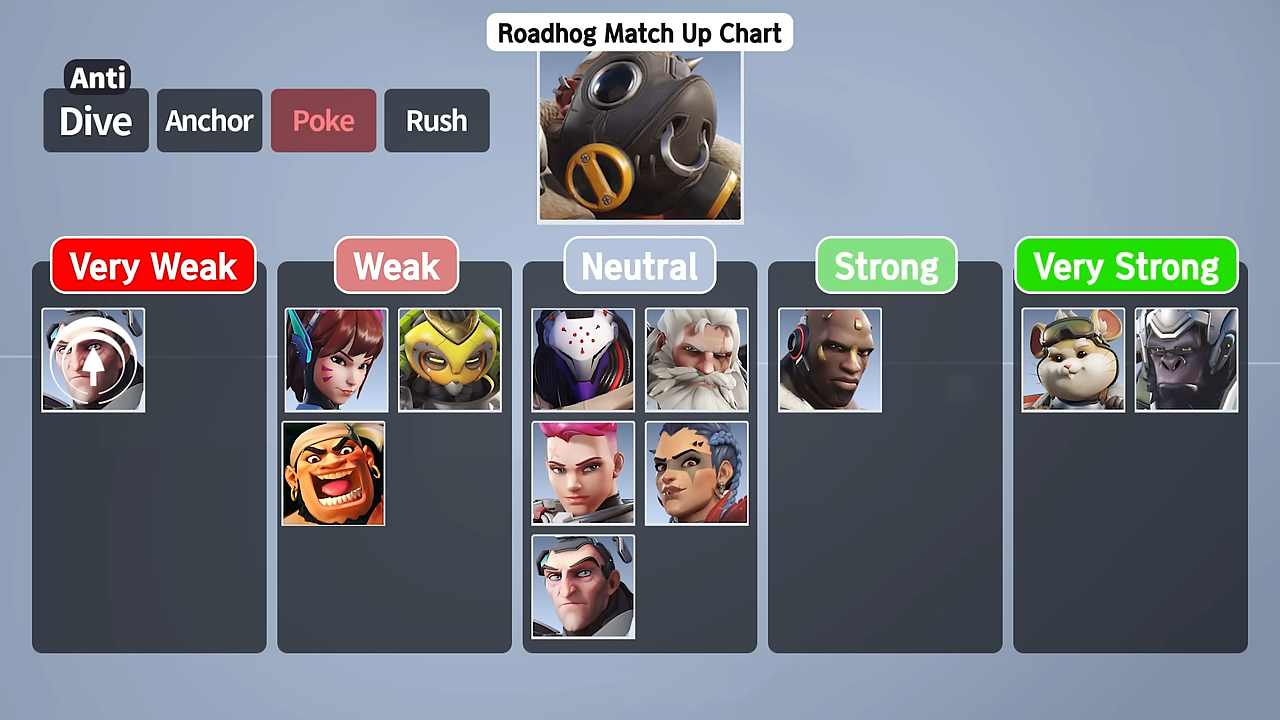 Roadhog Match Up Chart
Anti
Dive
Anchor
Poke
Rush
Very Weak
Weak
Neutral
Strong
Very Strong